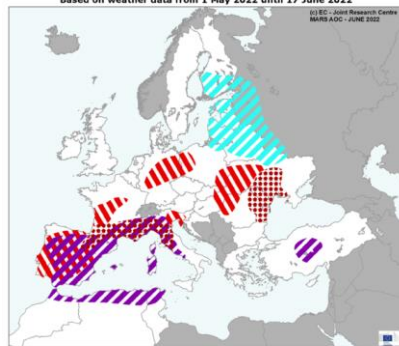 Based on weather data from 1 May 2022 until 17 June 2022
(c) EC - Joint Research Centre
MARS AOC - JUNE 2022